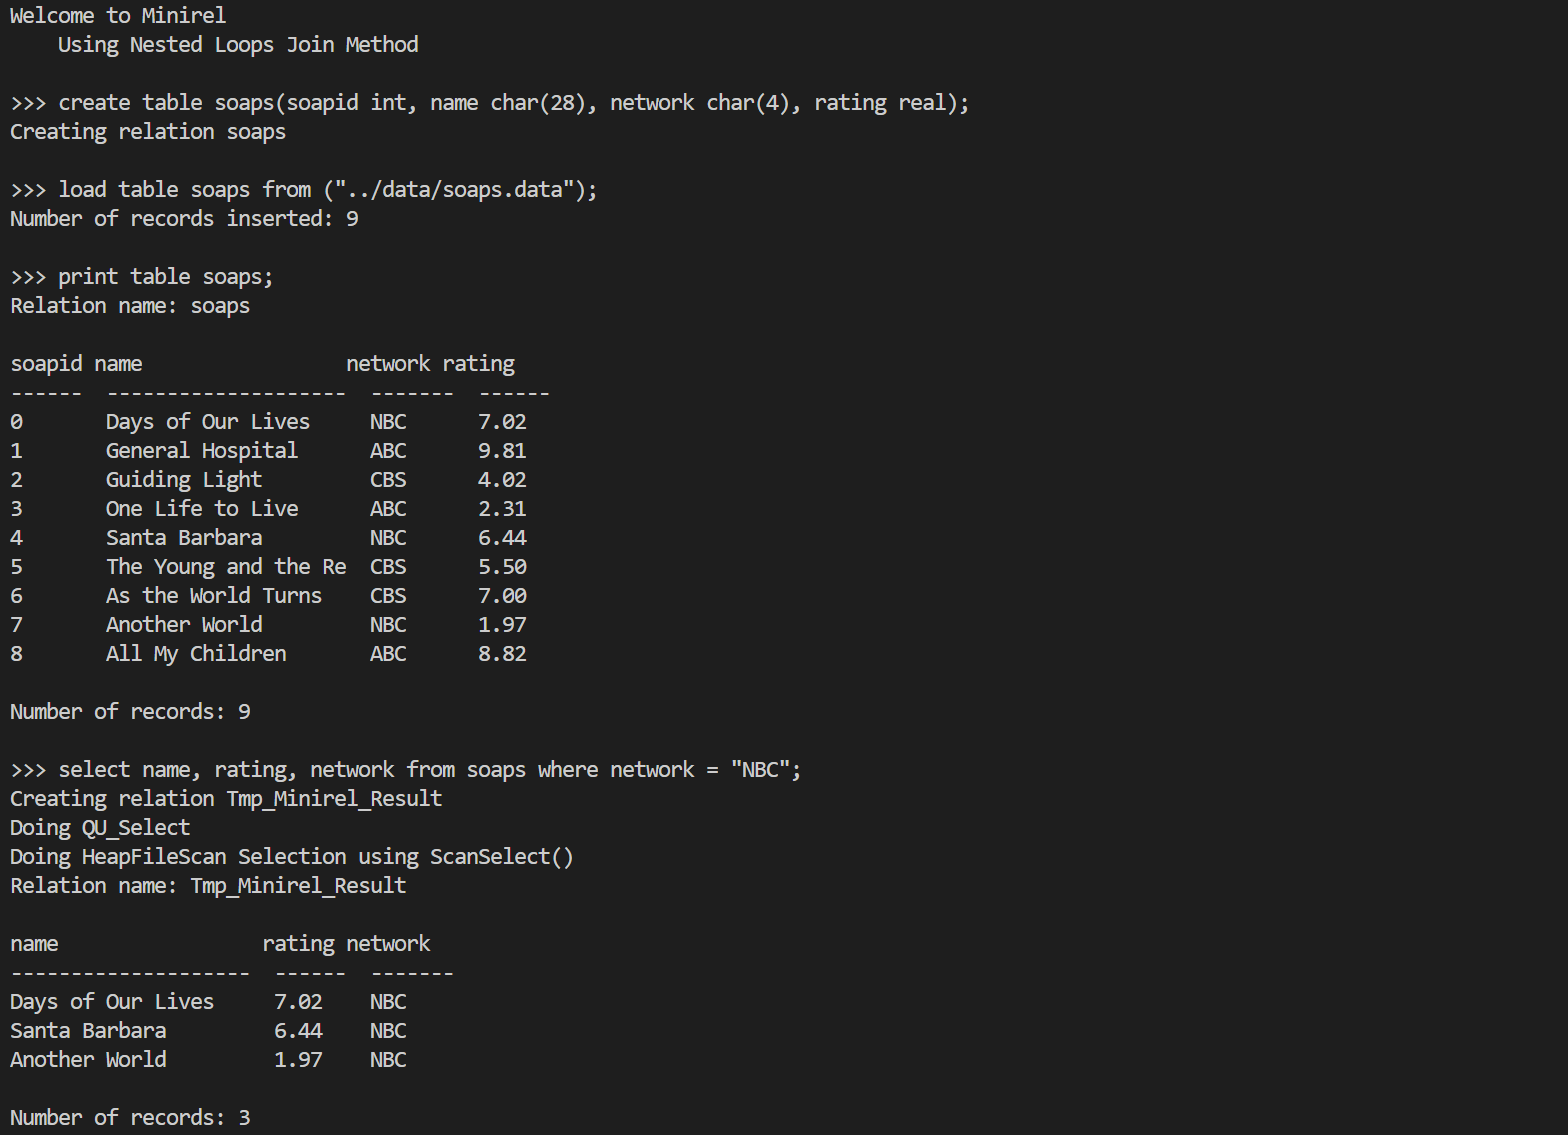 Welcome to Minirel
    Using Nested Loops Join Method

>>> create table soaps(soapid int, name char(28), network char(4), rating real);
Creating relation soaps

>>> load table soaps from ("../data/soaps.data");
Number of records inserted: 9

>>> print table soaps;
Relation name: soaps

soapid name                 network rating
------  --------------------  -------  ------
0       Days of Our Lives     NBC      7.02
1       General Hospital      ABC      9.81
2       Guiding Light         CBS      4.02
3       One Life to Live      ABC      2.31
4       Santa Barbara         NBC      6.44
5       The Young and the Re  CBS      5.50
6       As the World Turns    CBS      7.00
7       Another World         NBC      1.97
8       All My Children       ABC      8.82

Number of records: 9

>>> select name, rating, network from soaps where network = "NBC";
Creating relation Tmp_Minirel_Result
Doing QU_Select
Doing HeapFileScan Selection using ScanSelect()
Relation name: Tmp_Minirel_Result

name                 rating network
--------------------  ------  -------
Days of Our Lives     7.02    NBC
Santa Barbara         6.44    NBC
Another World         1.97    NBC

Number of records: 3